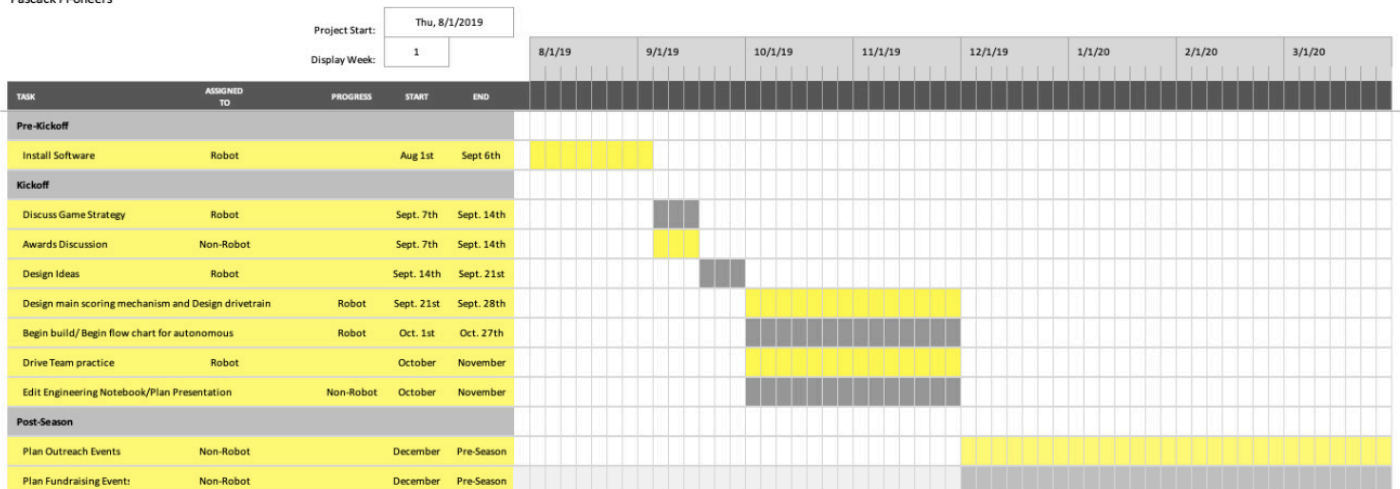 Project Start: Thu, 8/1/2019
Display Week: 1
8/1/19 9/1/19 10/1/19 11/1/19 12/1/19 1/1/20 2/1/20 3/1/20
TASK ASSIGNED TO PROGRESS START END
Pre-Kickoff
Install Software Robot Aug 1st Sept 6th
Kickoff
Discuss Game Strategy Robot Sept. 7th Sept. 14th
Awards Discussion Non-Robot Sept. 7th Sept. 14th
Design Ideas Robot Sept. 14th Sept. 21st
Design main scoring mechanism and Design drivetrain Robot Sept. 21st Sept. 28th
Begin build/ Begin flow chart for autonomous Robot Oct. 1st Oct. 27th
Drive Team practice Robot October November
Edit Engineering Notebook/Plan Presentation Non-Robot October November
Post-Season
Plan Outreach Events Non-Robot December Pre-Season
Plan Fundraising Events Non-Robot December Pre-Season